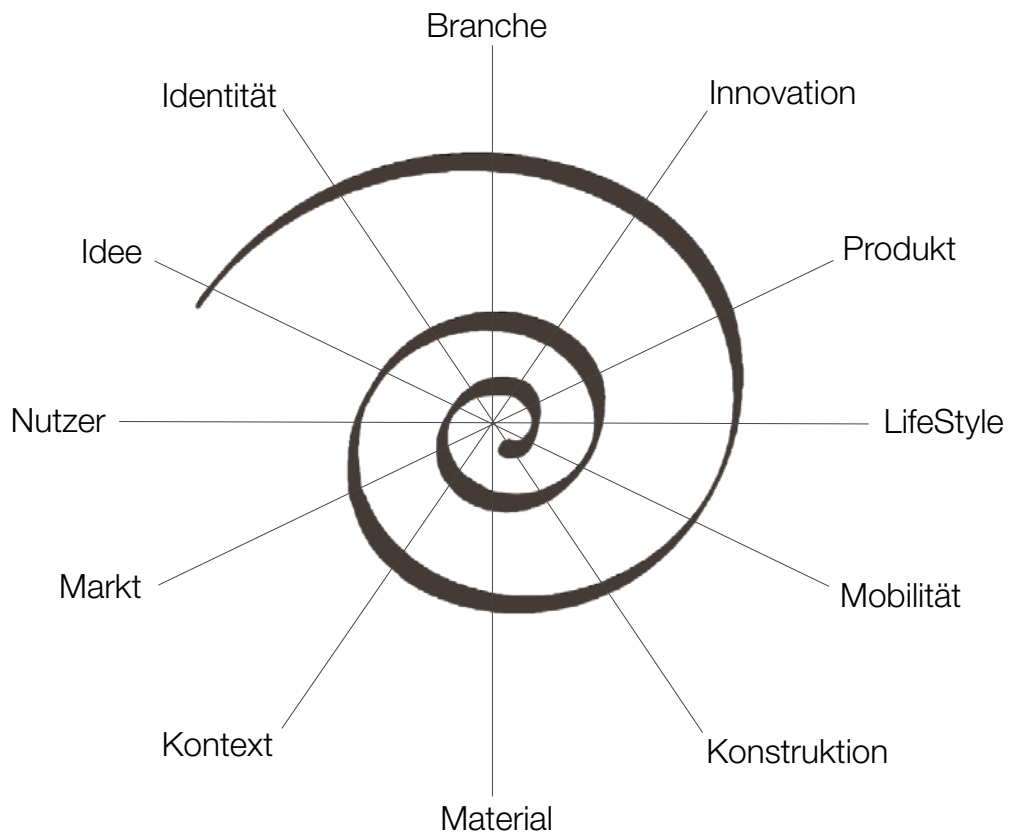 Branche
Identität
Innovation
Idee
Produkt
Nutzer
LifeStyle
Markt
Mobilität
Kontext
Konstruktion
Material